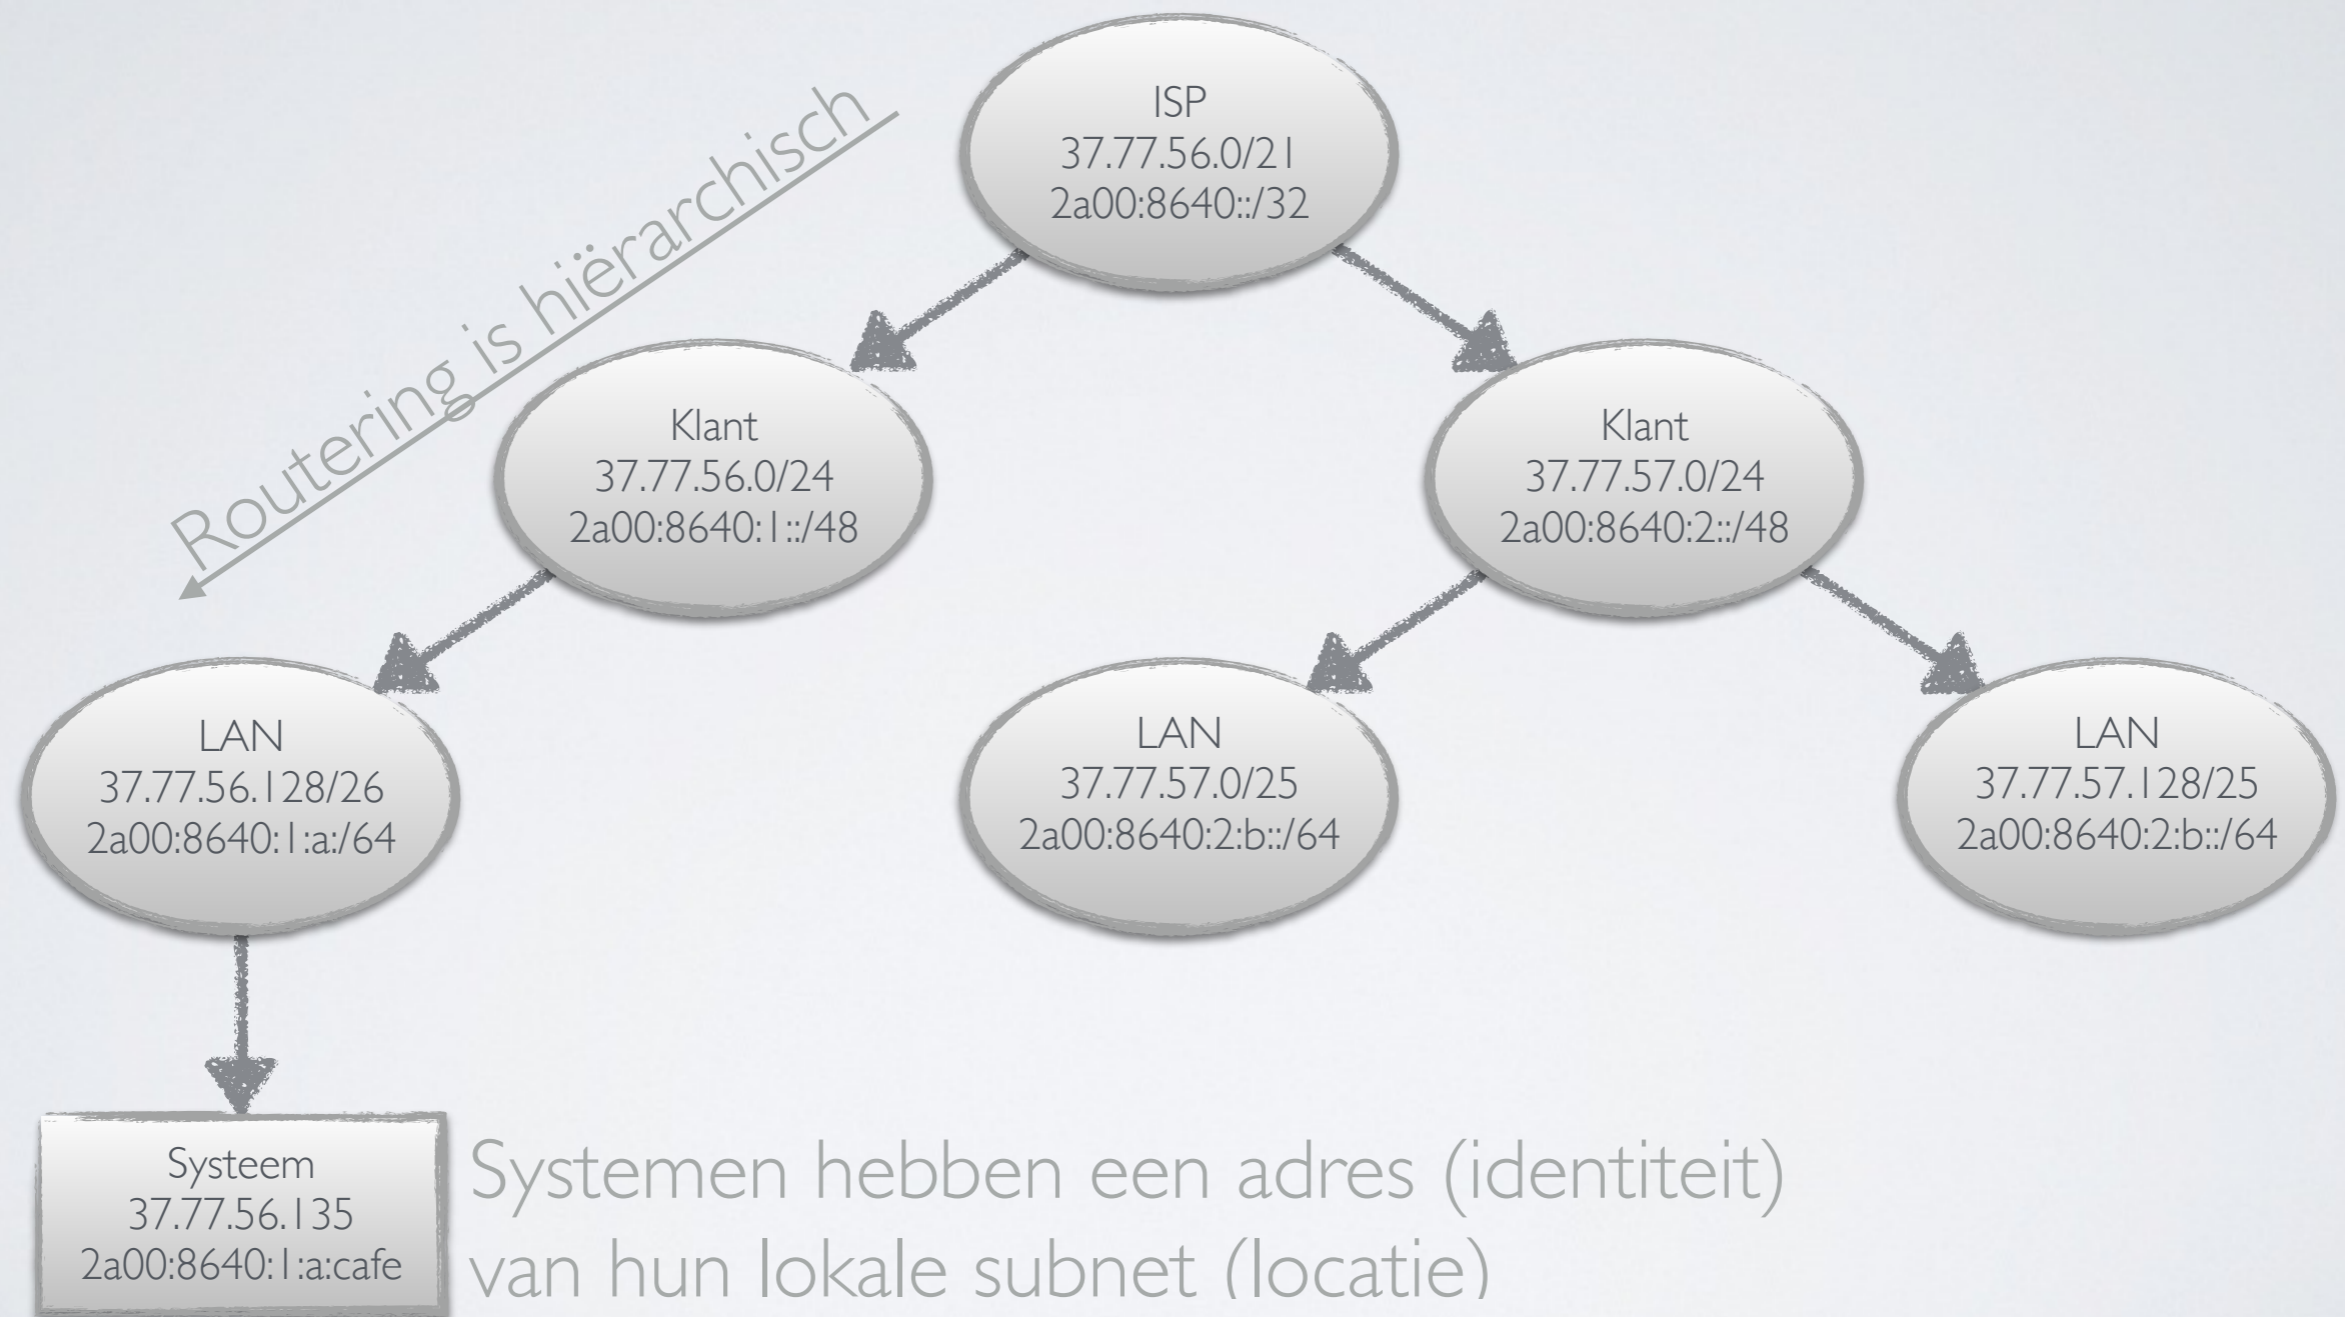 ISP
37.77.56.0/21
2a00:8640::/32
Routering is hiërarchisch
Klant
37.77.56.0/24
2a00:8640:1::/48
Klant
37.77.57.0/24
2a00:8640:2::/48
LAN
37.77.56.128/26
2a00:8640:1:a:/64
LAN
37.77.57.0/25
2a00:8640:2:b::/64
LAN
37.77.57.128/25
2a00:8640:2:b::/64
Systeem
37.77.56.135
2a00:8640:1:a:cafe
Systemen hebben een adres (identiteit)
van hun lokale subnet (locatie)